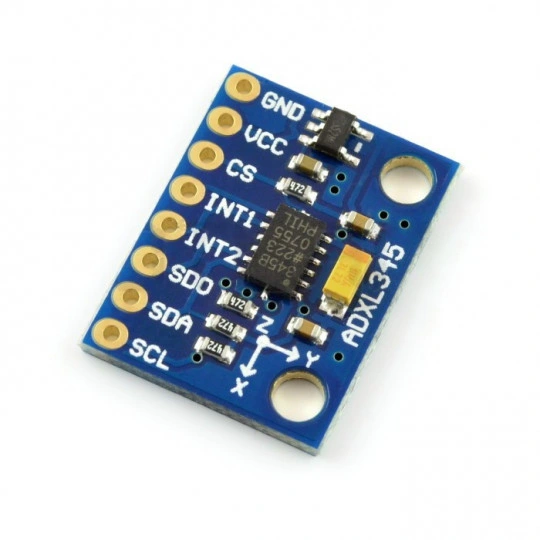 GND
VCC
CS
INT1
INT2
SDO
SDA
SCL
472
345B
#223
0755
PHIL
472
472
472
Z
Y
X
ADXL345